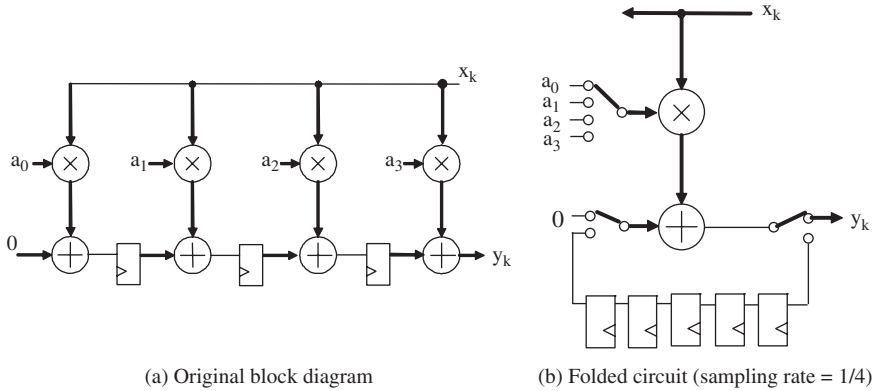 x_k
a_0
a_1
a_2
a_3
0
y_k
(a) Original block diagram
x_k
a_0
a_1
a_2
a_3
0
y_k
(b) Folded circuit (sampling rate = 1/4)